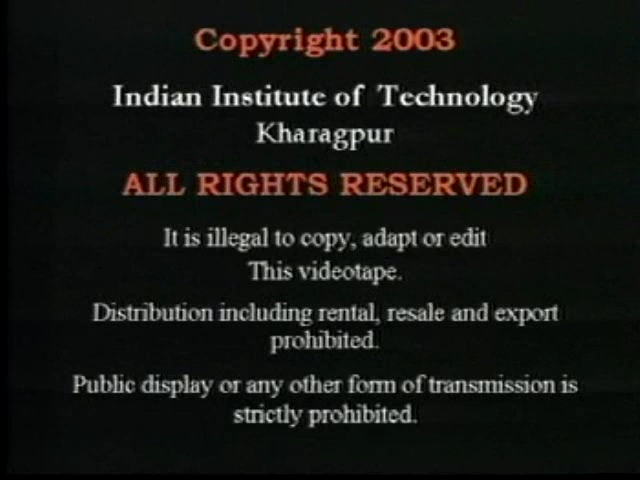 Copyright 2003
Indian Institute of Technology
Kharagpur
ALL RIGHTS RESERVED
It is illegal to copy, adapt or edit
This videotape.
Distribution including rental, resale and export
prohibited.
Public display or any other form of transmission is
strictly prohibited.